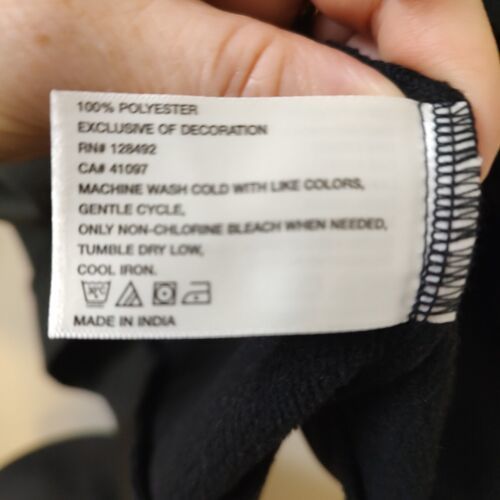 100% POLYESTER
EXCLUSIVE OF DECORATION
RN# 128492
CA# 41097
MACHINE WASH COLD WITH LIKE COLORS,
GENTLE CYCLE,
ONLY NON-CHLORINE BLEACH WHEN NEEDED,
TUMBLE DRY LOW,
COOL IRON.
MADE IN INDIA